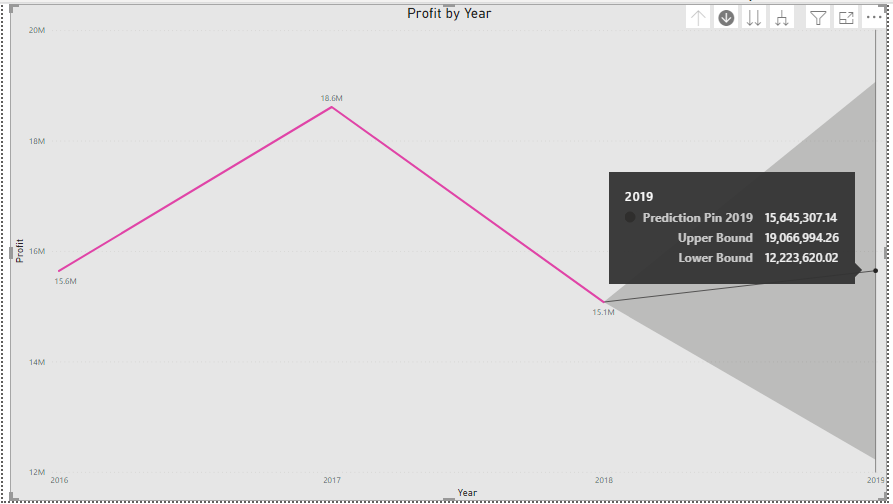 Profit by Year
20M
18M
16M
14M
12M
Profit
15.6M
18.6M
15.1M
2019
Prediction Pin 2019 15,645,307.14
Upper Bound 19,066,994.26
Lower Bound 12,223,620.02
2016 2017 2018 2019
Year